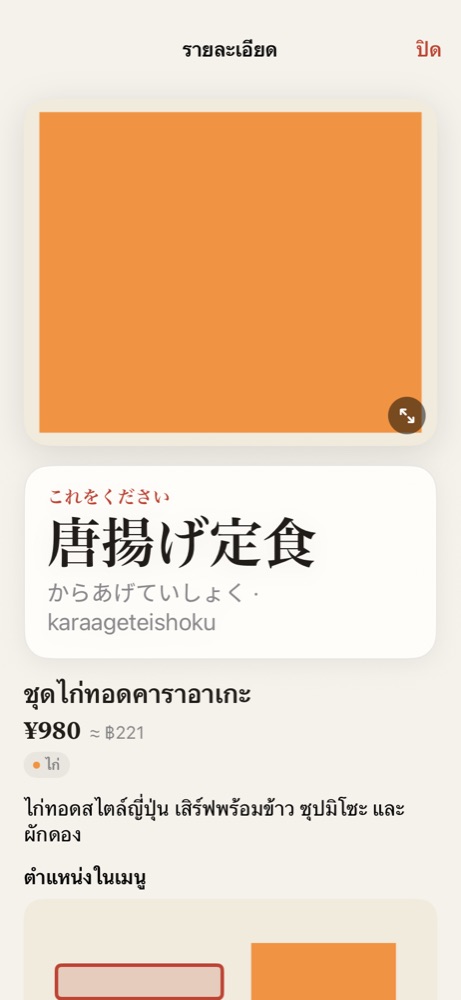 รายละเอียด
ปิด
これをください
唐揚げ定食
からあげていしょく ·
karaageteishoku
ชุดไก่ทอดคาราอาเกะ
¥980 ≈ ฿221
ไก่
ไก่ทอดสไตล์ญี่ปุ่น เสิร์ฟพร้อมข้าว ซุปมิโซะ และ
ผักดอง
ตำแหน่งในเมนู